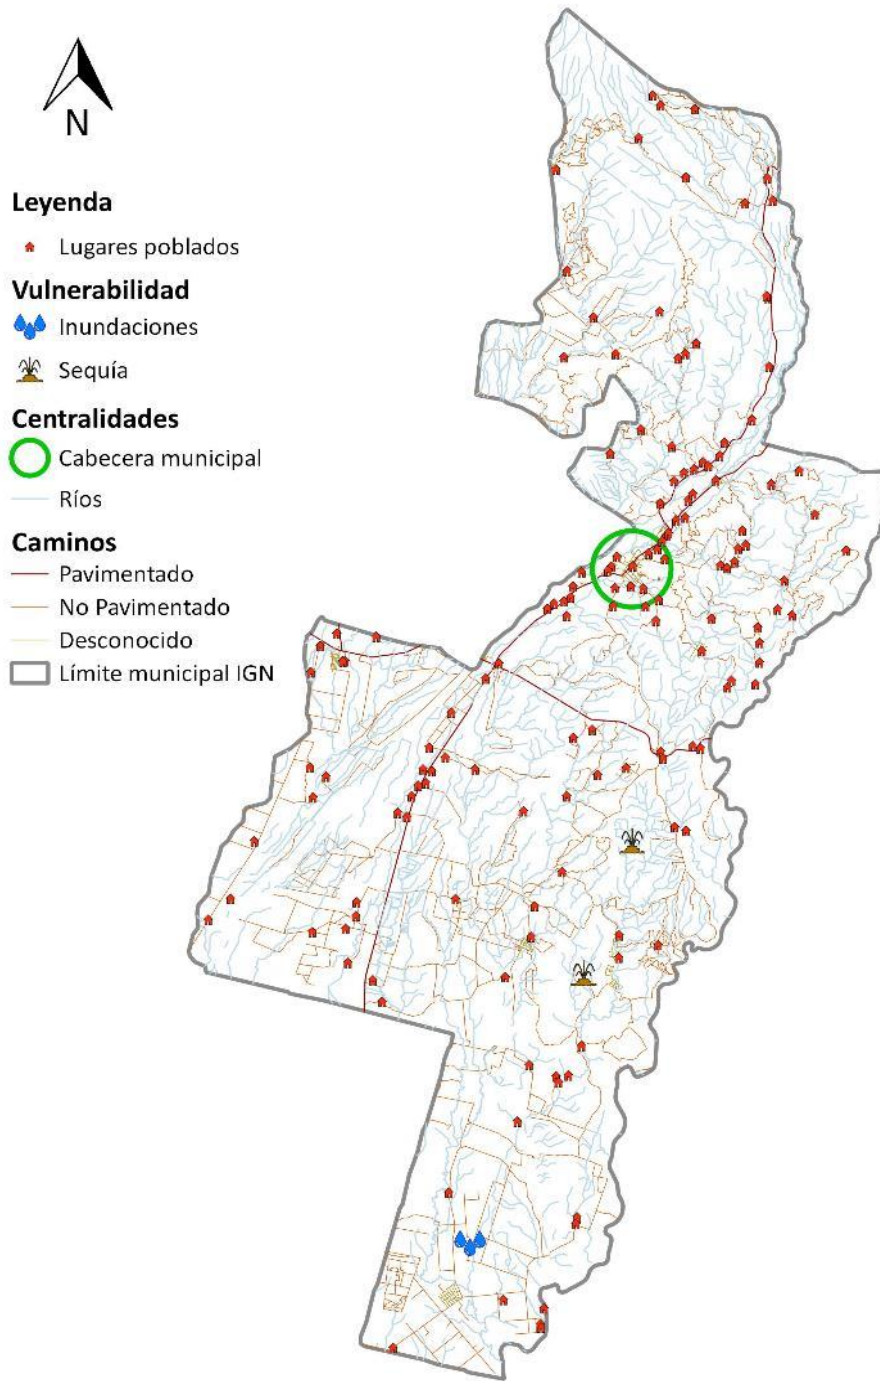 N
Leyenda
Lugares poblados
Vulnerabilidad
Inundaciones
Sequía
Centralidades
Cabecera municipal
Ríos
Caminos
Pavimentado
No Pavimentado
Desconocido
Límite municipal IGN